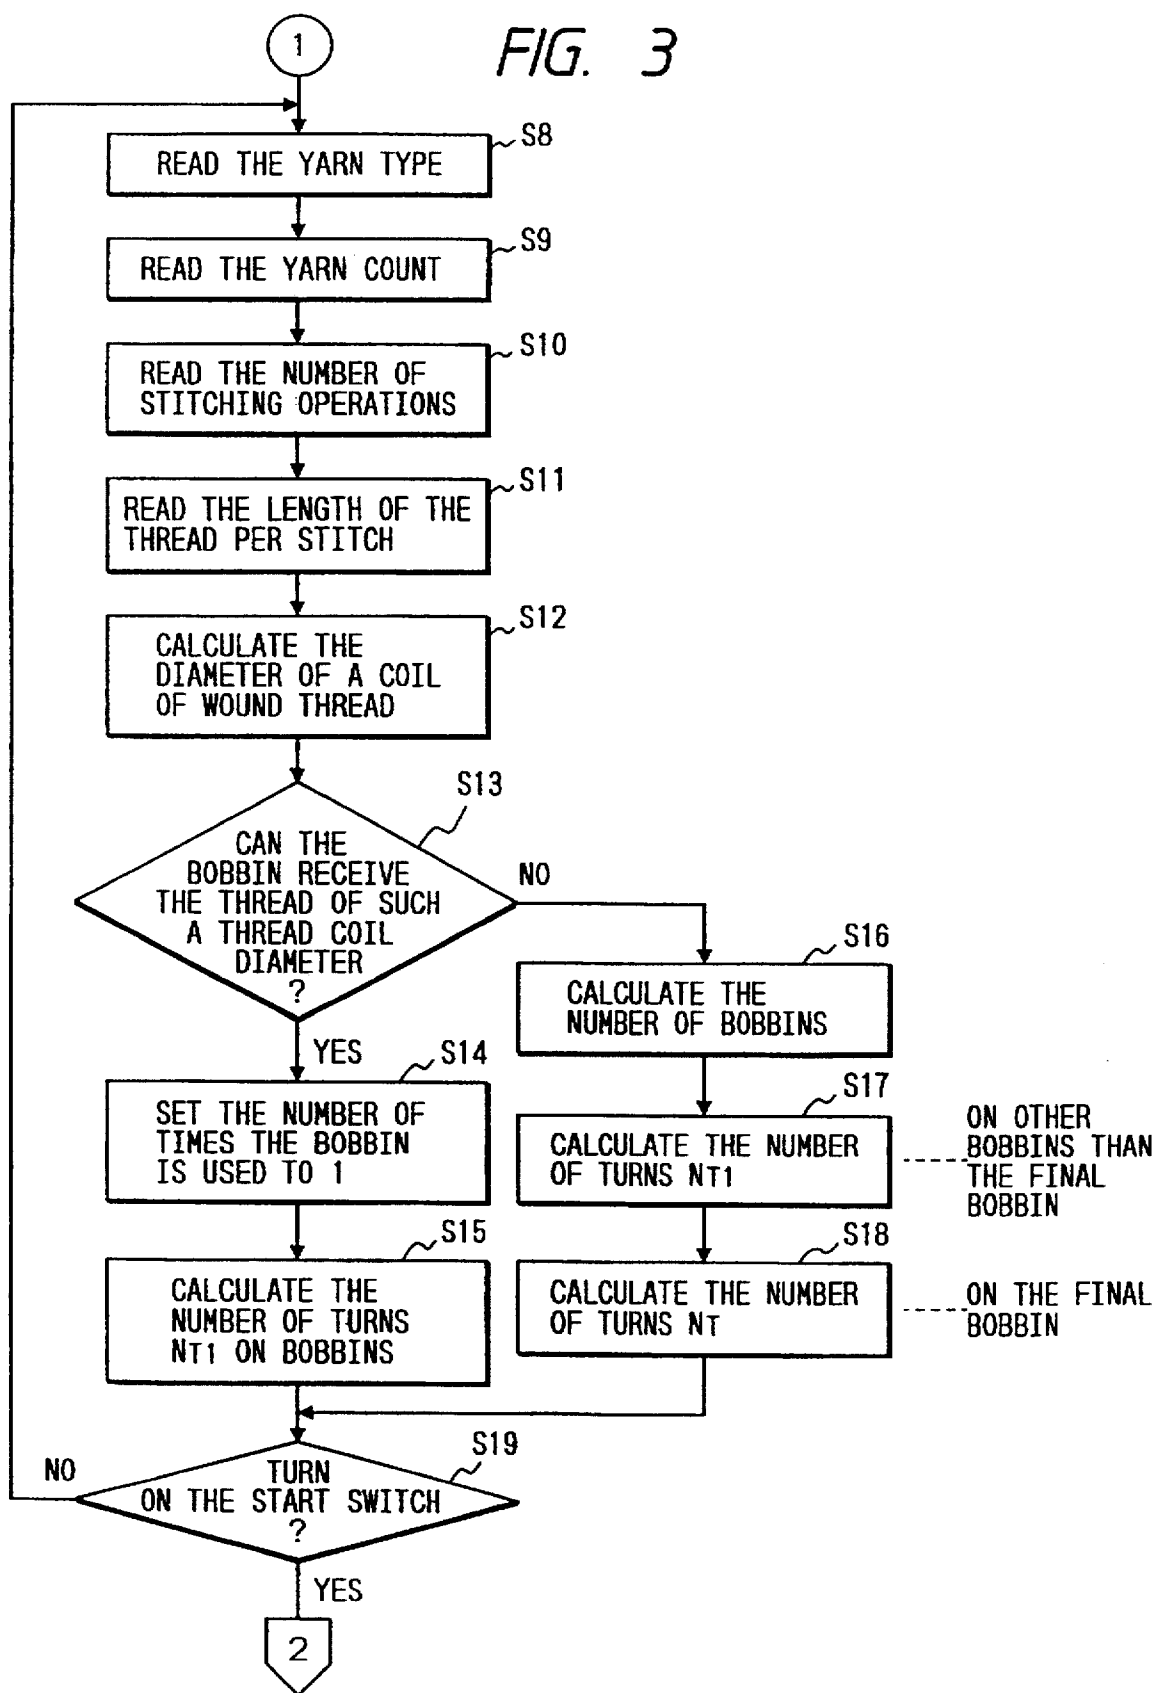 1
FIG. 3
S8
READ THE YARN TYPE
S9
READ THE YARN COUNT
S10
READ THE NUMBER OF
STITCHING OPERATIONS
S11
READ THE LENGTH OF THE
THREAD PER STITCH
S12
CALCULATE THE
DIAMETER OF A COIL
OF WOUND THREAD
S13
CAN THE
BOBBIN RECEIVE
THE THREAD OF SUCH
A THREAD COIL
DIAMETER
?
NO
YES
S14
SET THE NUMBER OF
TIMES THE BOBBIN
IS USED TO 1
S15
CALCULATE THE
NUMBER OF TURNS
NT1 ON BOBBINS
S16
CALCULATE THE
NUMBER OF BOBBINS
S17
CALCULATE THE NUMBER
OF TURNS NT1
ON OTHER
BOBBINS THAN
THE FINAL
BOBBIN
S18
CALCULATE THE NUMBER
OF TURNS NT
ON THE FINAL
BOBBIN
S19
NO
TURN
ON THE START SWITCH
?
YES
2